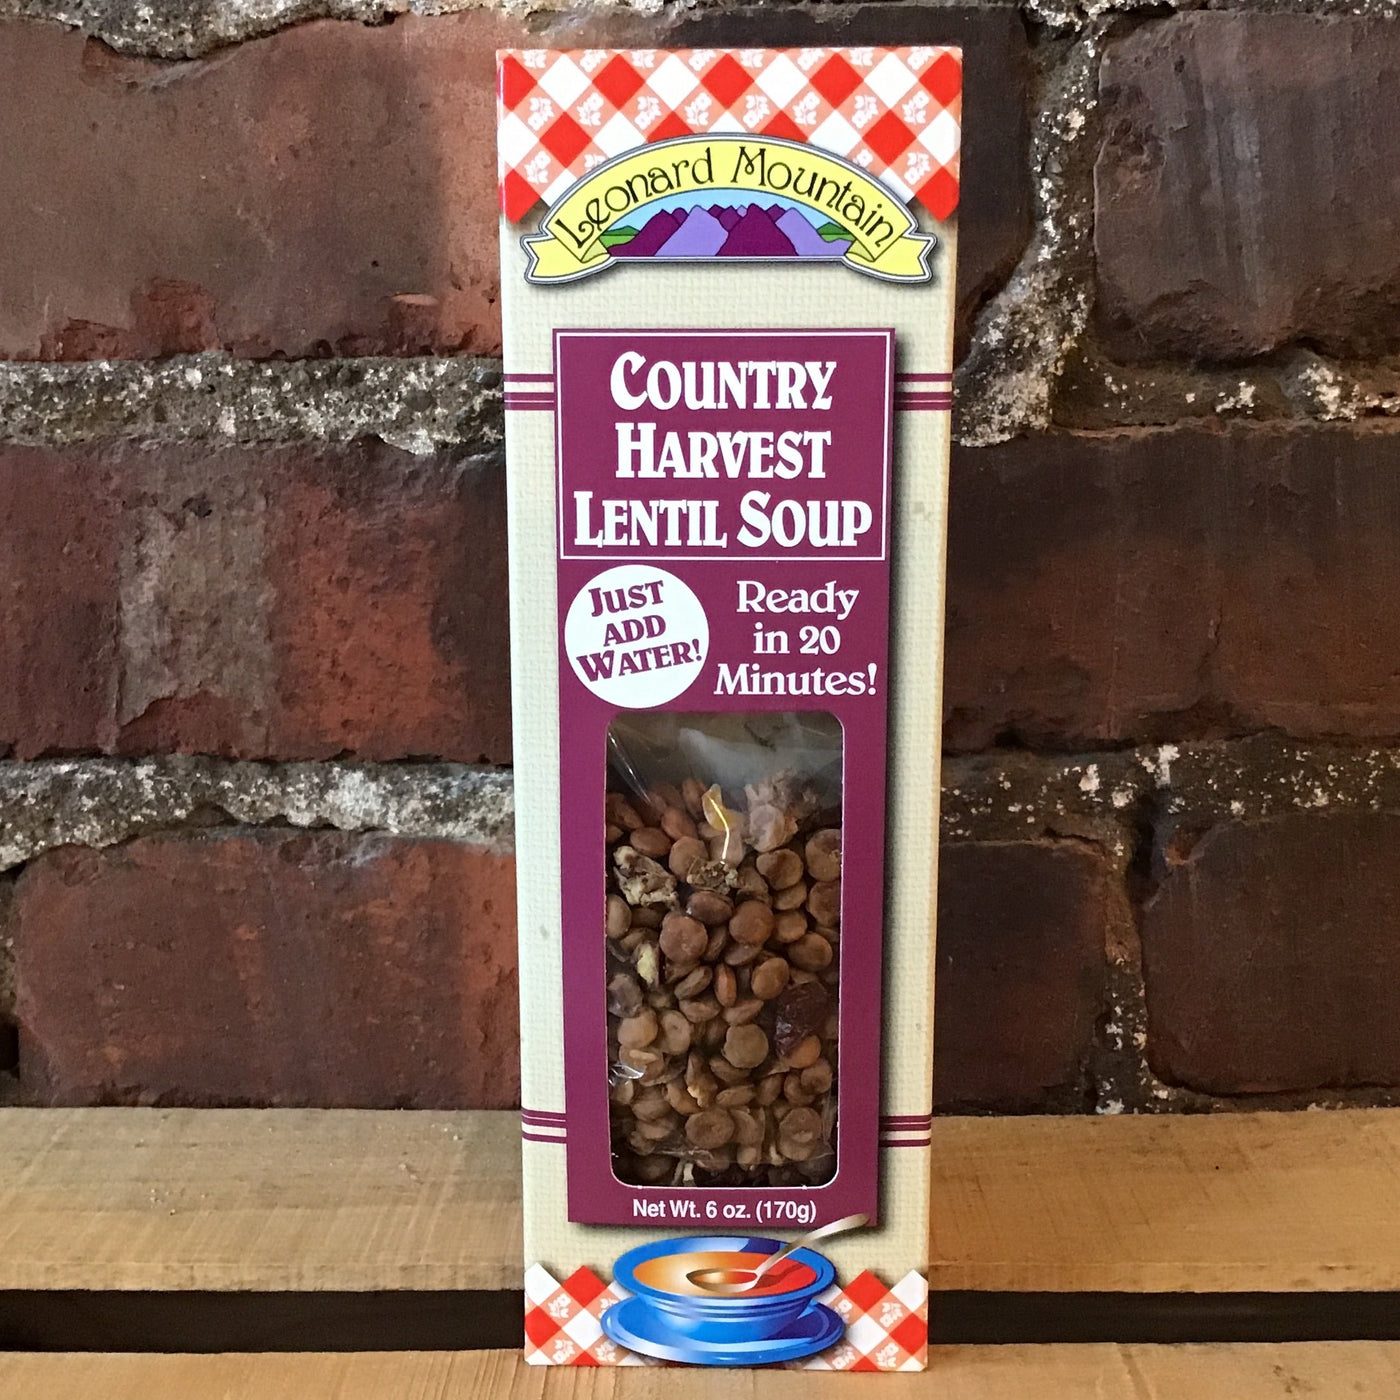 Leonard Mountain
COUNTRY
HARVEST
LENTIL SOUP
JUST
ADD
WATER!
Ready
in 20
Minutes!
Net Wt. 6 oz. (170g)